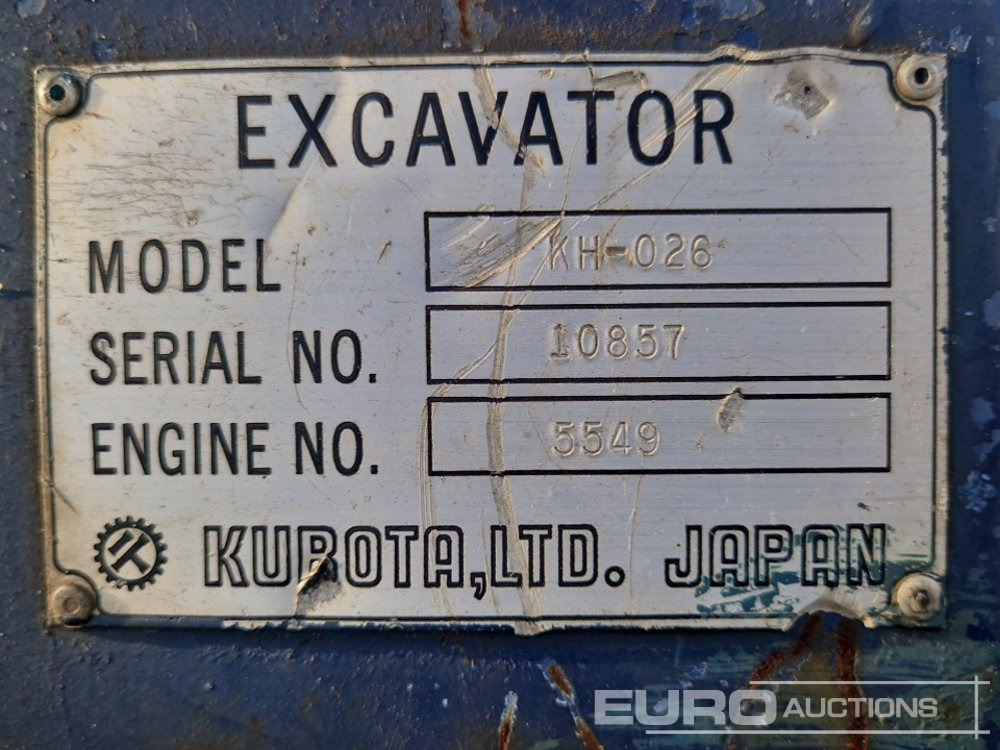 EXCAVATOR
MODEL KH-026
SERIAL NO. 10857
ENGINE NO. 5549
KUBOTA,LTD. JAPAN
EURO AUCTIONS